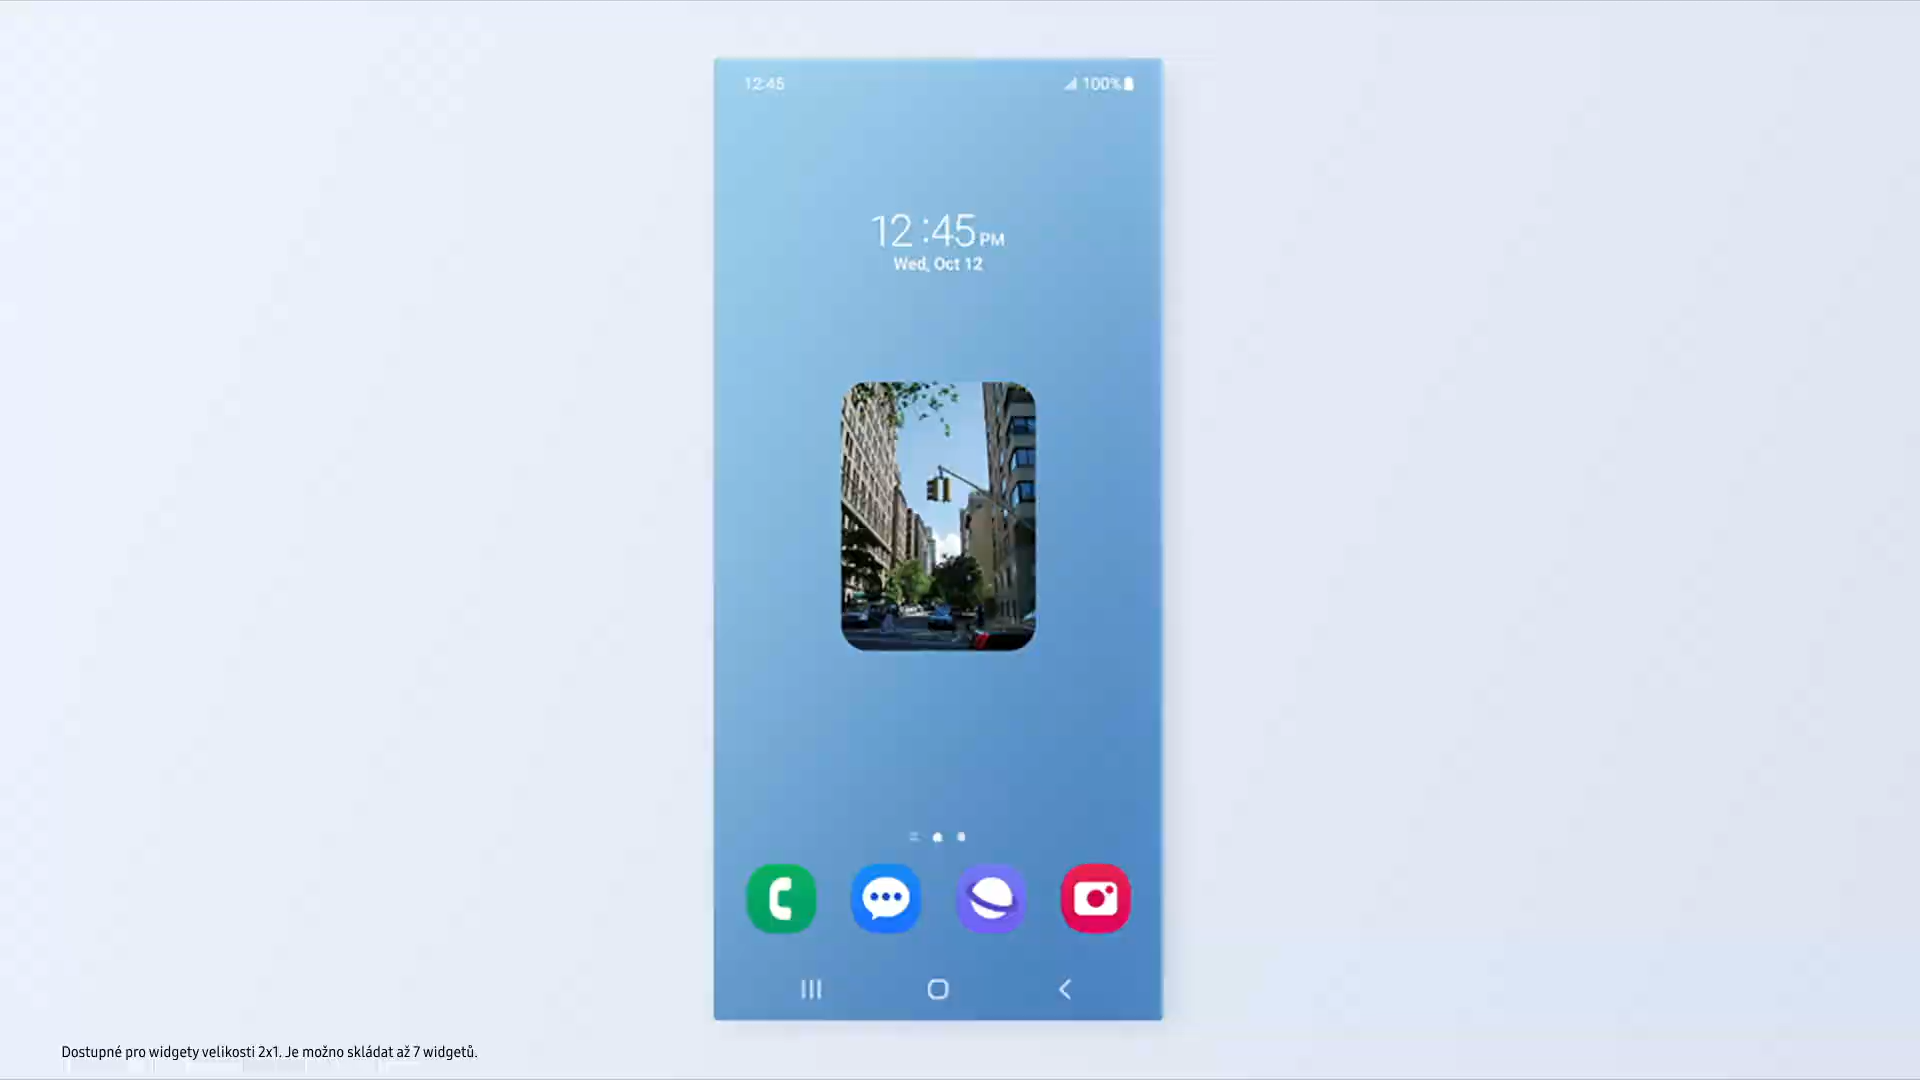 12:45
100%
12:45 PM
Wed, Oct 12
Dostupné pro widgety velikosti 2x1. Je možno skládat až 7 widgetů.